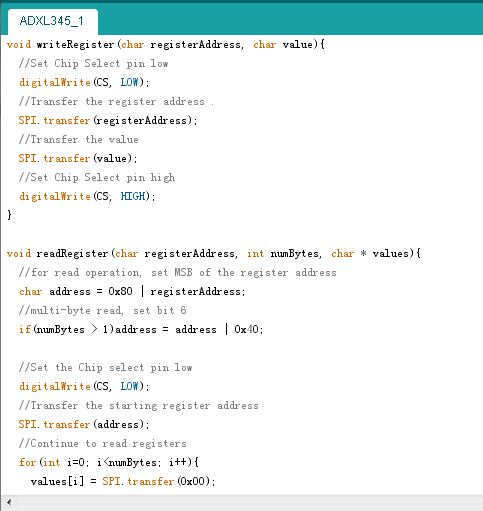 ADXL345_1
void writeRegister(char registerAddress, char value){
//Set Chip Select pin low
digitalWrite(CS, LOW);
//Transfer the register address .
SPI.transfer(registerAddress);
//Transfer the value
SPI.transfer(value);
//Set Chip Select pin high
digitalWrite(CS, HIGH);
}
void readRegister(char registerAddress, int numBytes, char * values){
//for read operation, set MSB of the register address
char address = 0x80 | registerAddress;
//multi-byte read, set bit 6
if(numBytes > 1)address = address | 0x40;
//Set the Chip select pin low
digitalWrite(CS, LOW);
//Transfer the starting register address
SPI.transfer(address);
//Continue to read registers
for(int i=0; i<numBytes; i++){
values[i] = SPI.transfer(0x00);